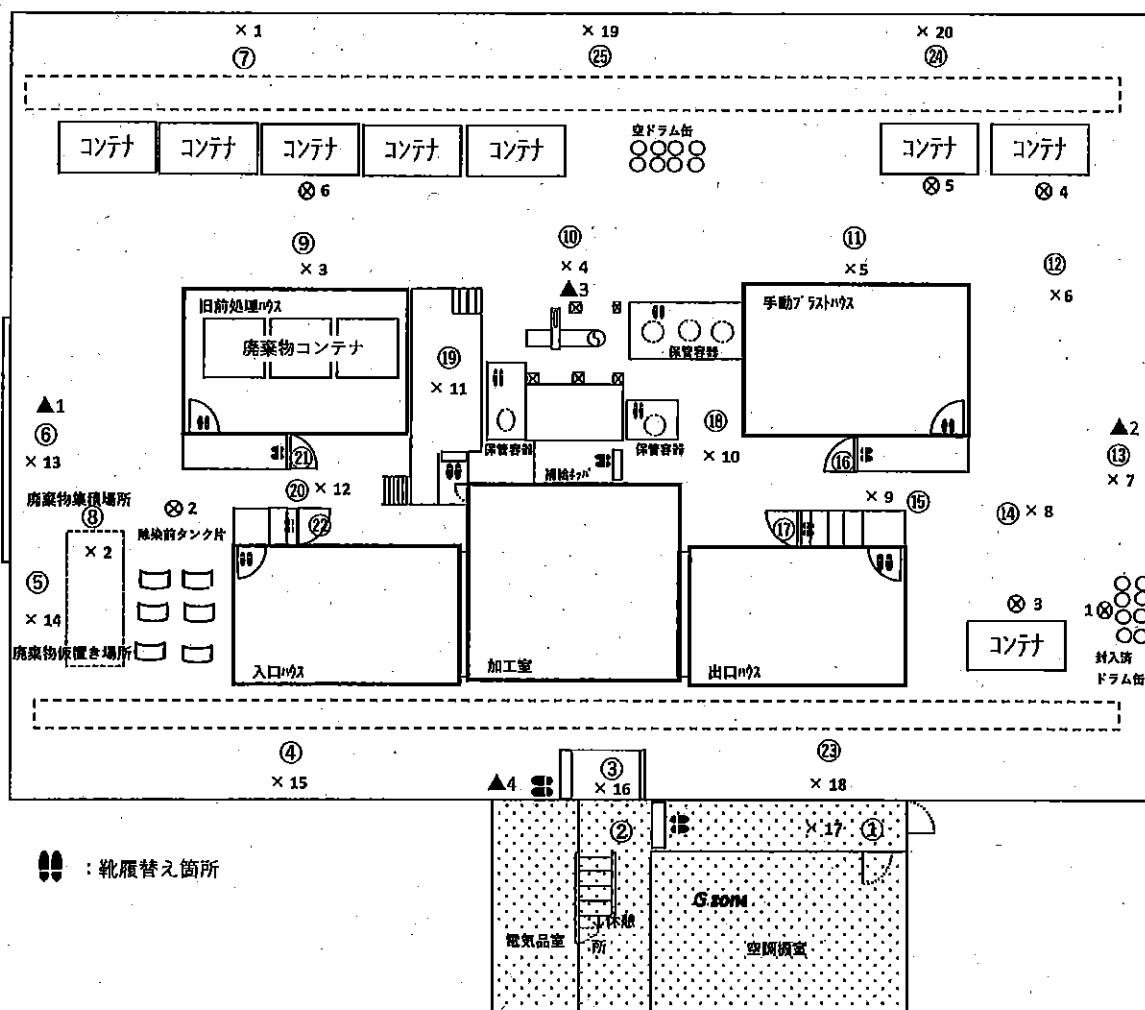 × 1
× 19
× 20
⑦
㉕
㉔
コンテナ
コンテナ
コンテナ
コンテナ
コンテナ
空ドラム缶
コンテナ
コンテナ
⊗ 6
⊗ 5
⊗ 4
⑨
⑩
⑪
⑫
× 3
× 4
× 5
× 6
▲3
旧前処理ハウス
廃棄物コンテナ
手動ブラストハウス
保管容器
⑲
× 11
▲1
⑥
× 13
⑱
× 10
▲2
⑬
× 7
保管容器
保管容器
㉑
⑯
⑳
× 12
廃棄物集積場所
⑧
× 2
⊗ 2
除染前タンク片
㉒
× 9
⑮
⑰
⑭
× 8
⑤
× 14
廃棄物仮置き場所
入口ハウス
加工室
出口ハウス
⊗ 3
コンテナ
1 ⊗
封入済
ドラム缶
④
× 15
▲4
③
× 16
㉓
× 18
②
× 17
①
：靴履替え箇所
G zone
電気品室
休憩
所
空調機室